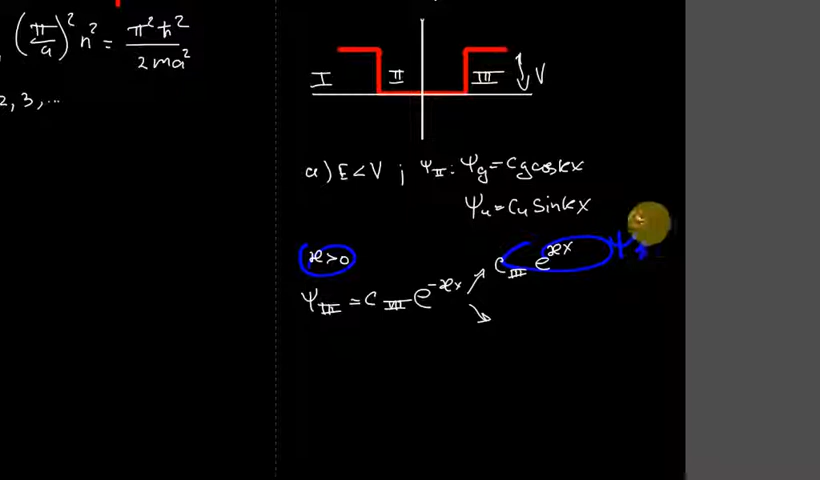 (π/a)² n² = π²ħ² / 2ma²
2, 3, ...
I II III V
a) E < V ; Ψ_II : Ψ_g = C_g cos kx
Ψ_u = C_u sin kx
ϰ > 0
C_III e^{ϰx} Ψ
Ψ_III = C_III e^{-ϰx}